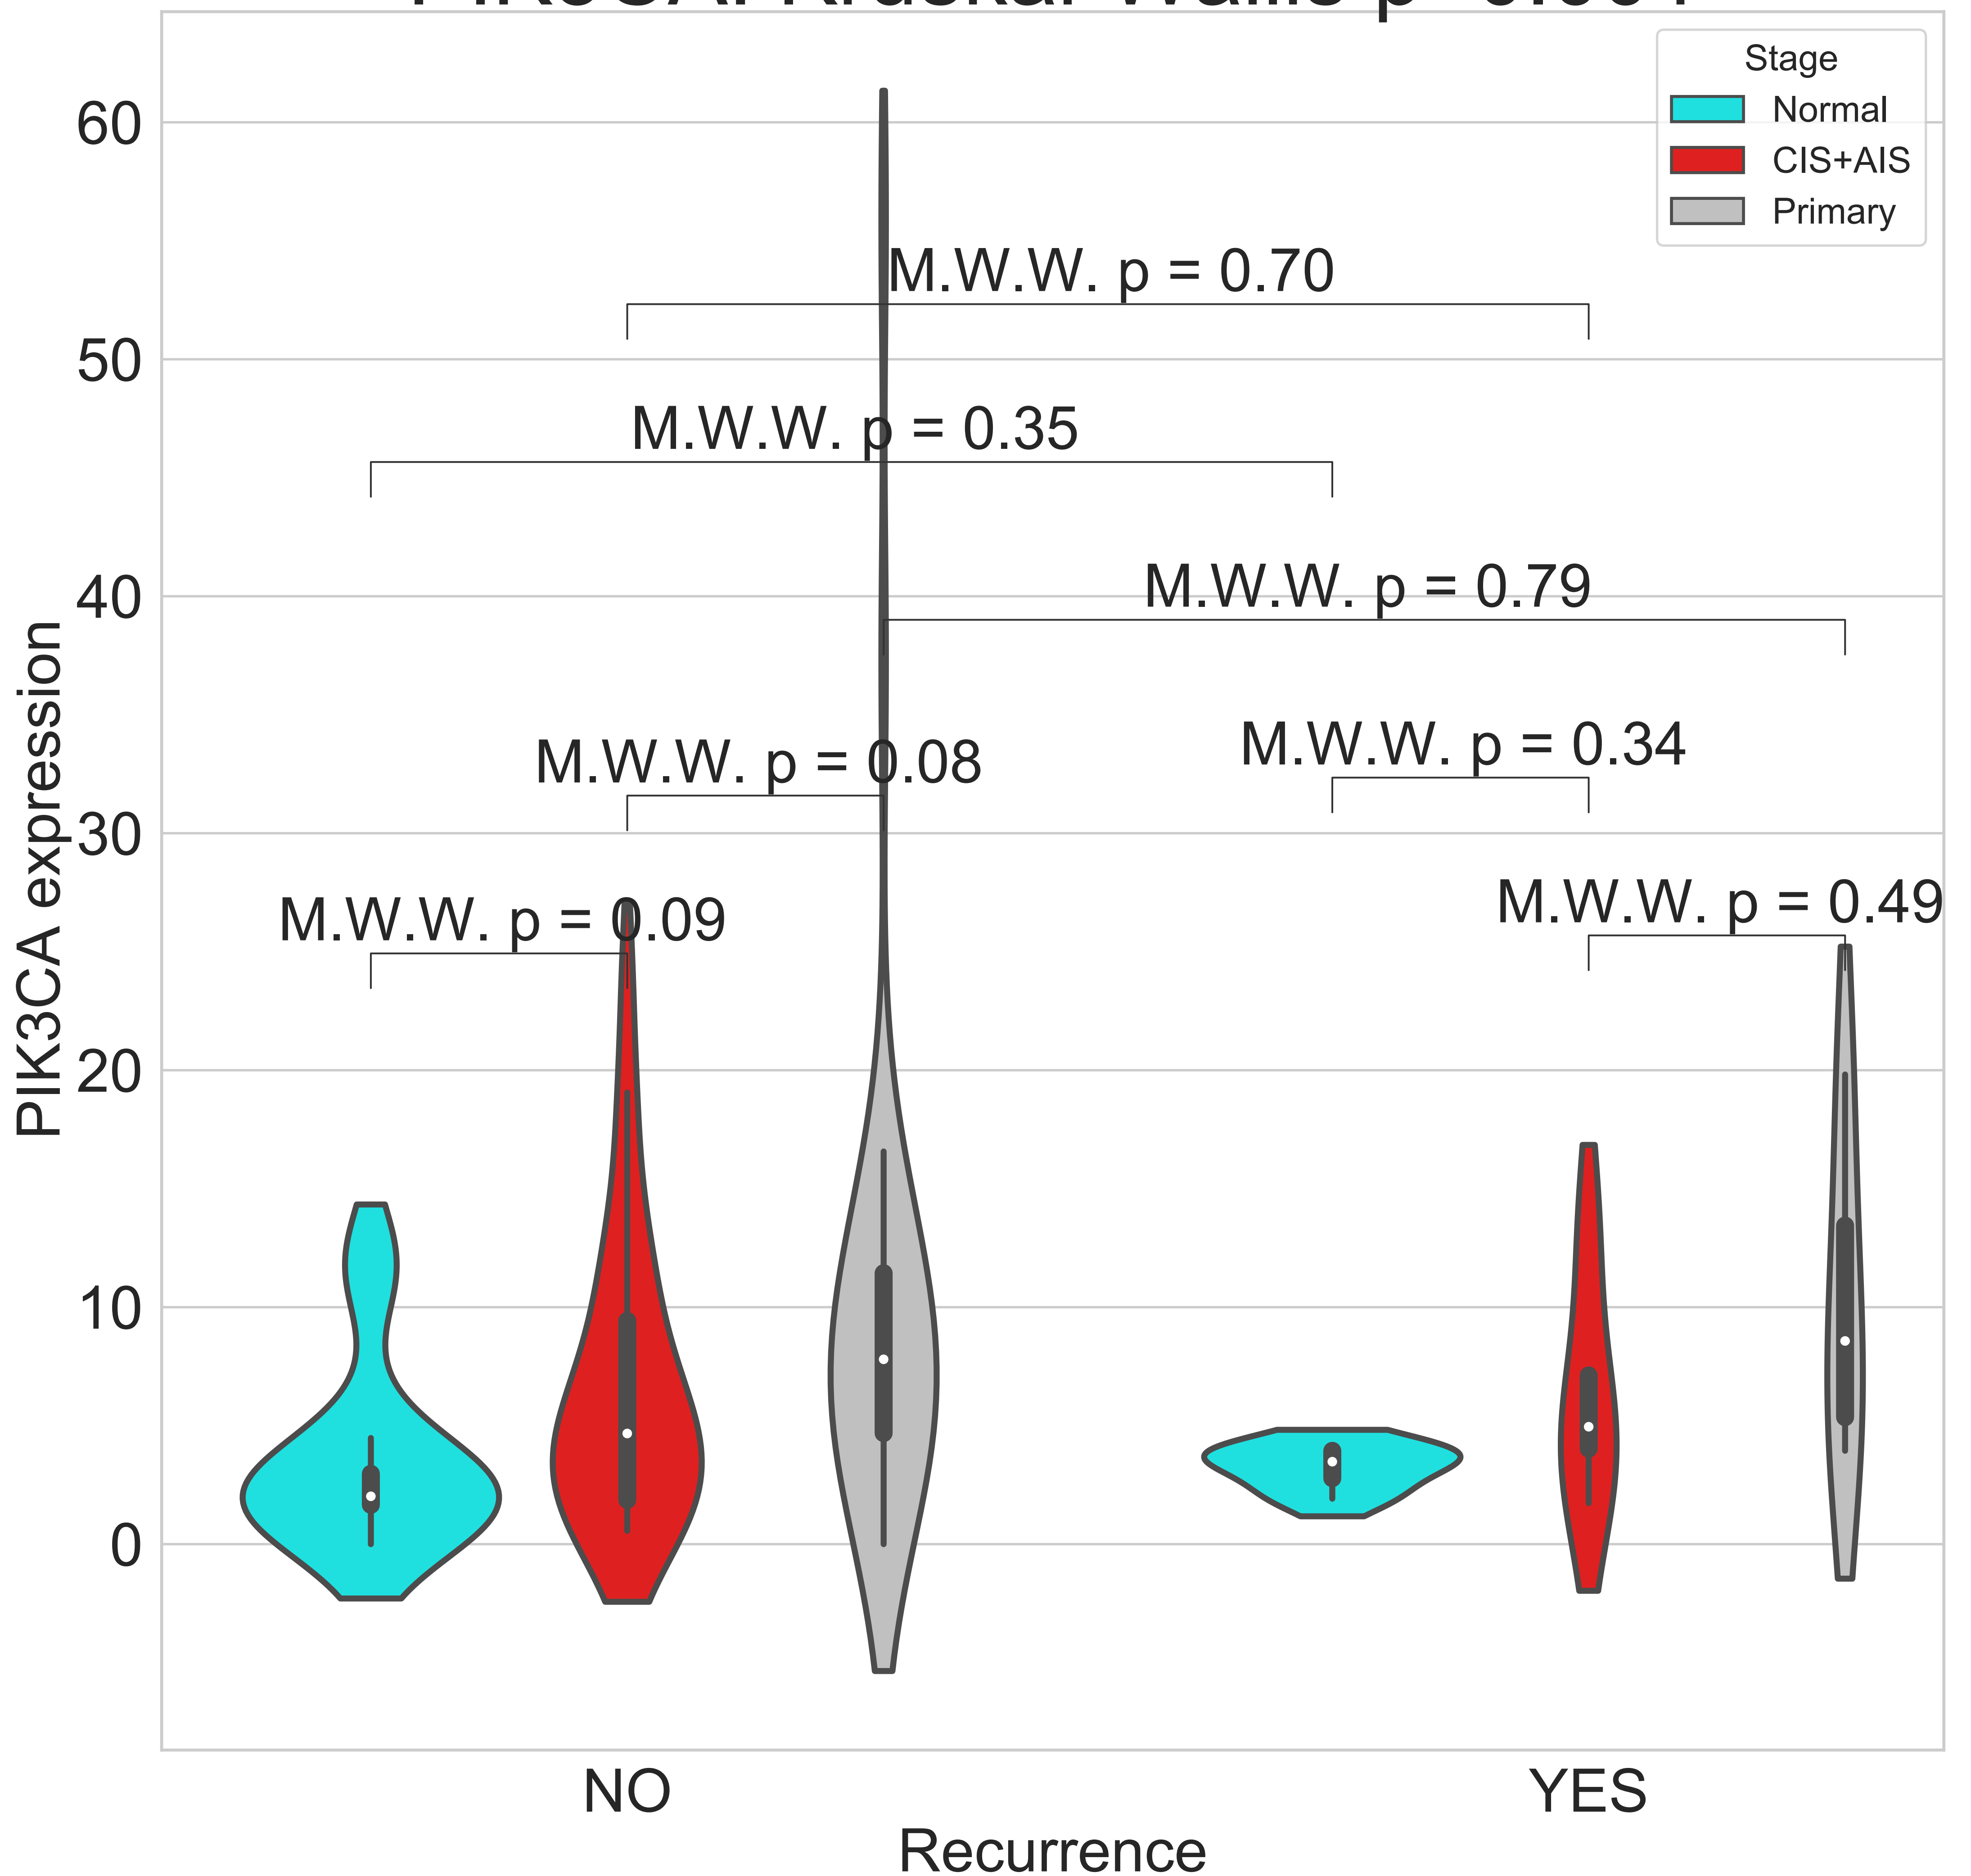 Stage
Normal
CIS+AIS
Primary
60
50
40
30
20
10
0
PIK3CA expression
M.W.W. p = 0.70
M.W.W. p = 0.35
M.W.W. p = 0.79
M.W.W. p = 0.08
M.W.W. p = 0.34
M.W.W. p = 0.09
M.W.W. p = 0.49
NO
YES
Recurrence